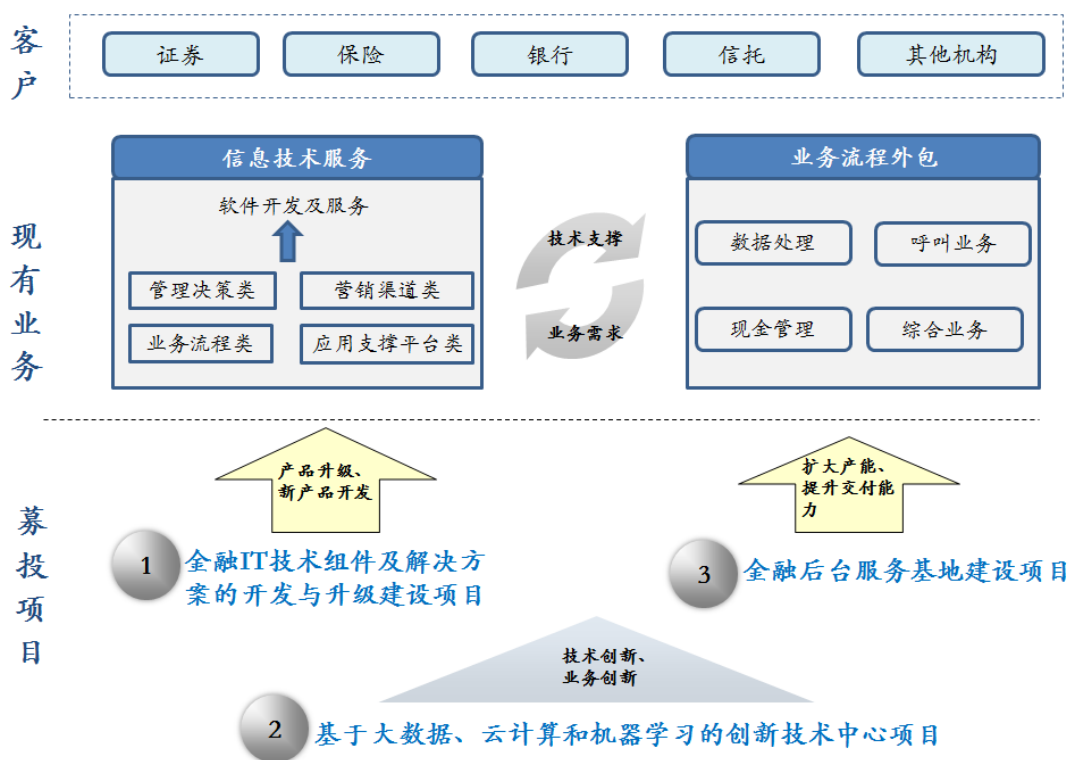 客户
证券
保险
银行
信托
其他机构
现有业务
信息技术服务
软件开发及服务
管理决策类
营销渠道类
业务流程类
应用支撑平台类
技术支撑
业务需求
业务流程外包
数据处理
呼叫业务
现金管理
综合业务
募投项目
产品升级、
新产品开发
扩大产能、
提升交付能
力
1
金融IT技术组件及解决方
案的开发与升级建设项目
3
金融后台服务基地建设项目
技术创新、
业务创新
2
基于大数据、云计算和机器学习的创新技术中心项目